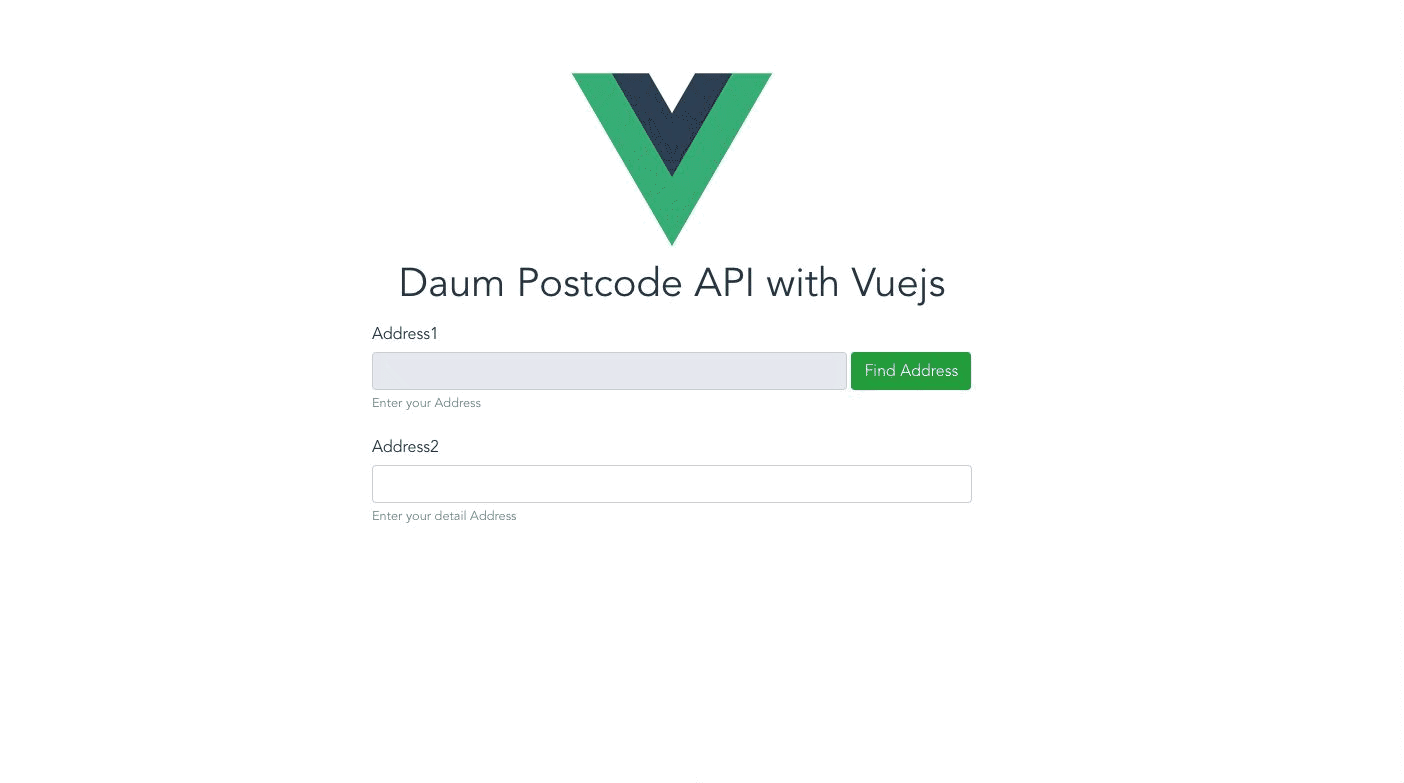 Daum Postcode API with Vuejs
Address1
Find Address
Enter your Address
Address2
Enter your detail Address